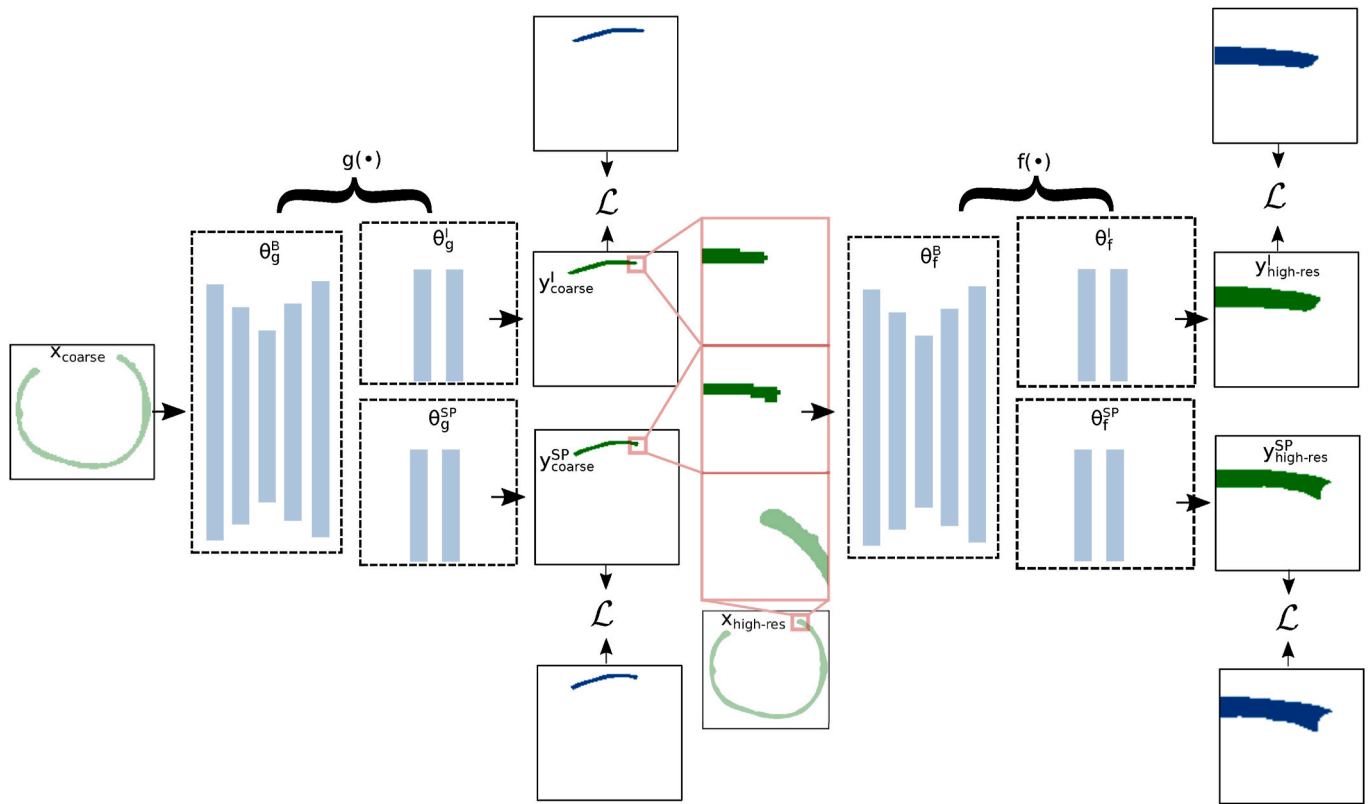 g(•)
f(•)
ℒ
ℒ
θ_g^B
θ_g^I
y_coarse^I
θ_f^B
θ_f^I
y_high-res^I
x_coarse
θ_g^SP
y_coarse^SP
θ_f^SP
y_high-res^SP
ℒ
ℒ
x_high-res